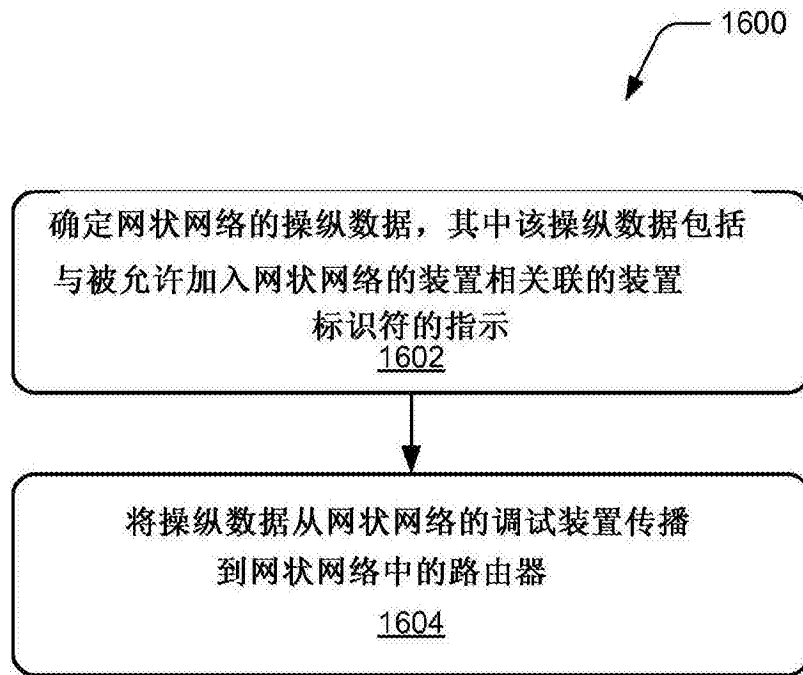 1600
确定网状网络的操纵数据，其中该操纵数据包括
与被允许加入网状网络的装置相关联的装置
标识符的指示
1602
将操纵数据从网状网络的调试装置传播
到网状网络中的路由器
1604